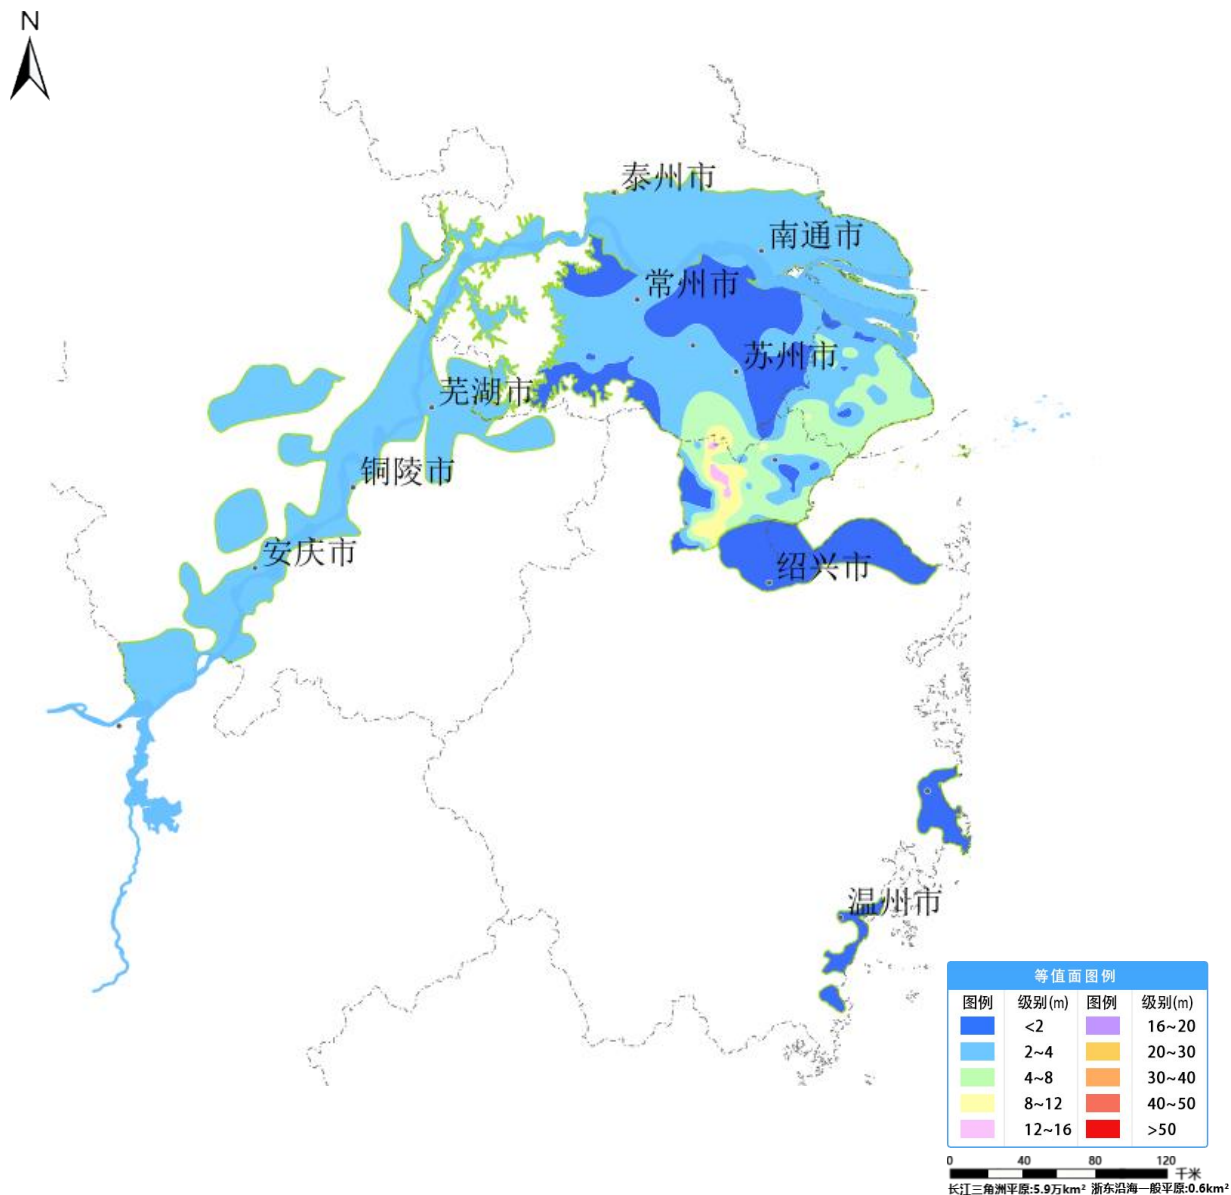 N
泰州市
南通市
常州市
苏州市
芜湖市
铜陵市
安庆市
绍兴市
温州市
等值面图例
图例 级别(m) 图例 级别(m)
<2 16~20
2~4 20~30
4~8 30~40
8~12 40~50
12~16 >50
0 40 80 120
千米
长江三角洲平原:5.9万km² 浙东沿海一般平原:0.6km²